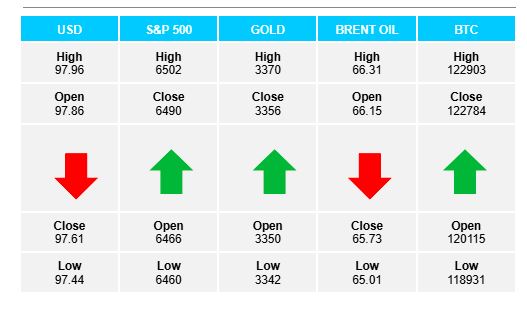 USD S&P 500 GOLD BRENT OIL BTC
High High High High High
97.96 6502 3370 66.31 122903
Open Close Close Open Close
97.86 6490 3356 66.15 122784
Close Open Open Close Open
97.61 6466 3350 65.73 120115
Low Low Low Low Low
97.44 6460 3342 65.01 118931